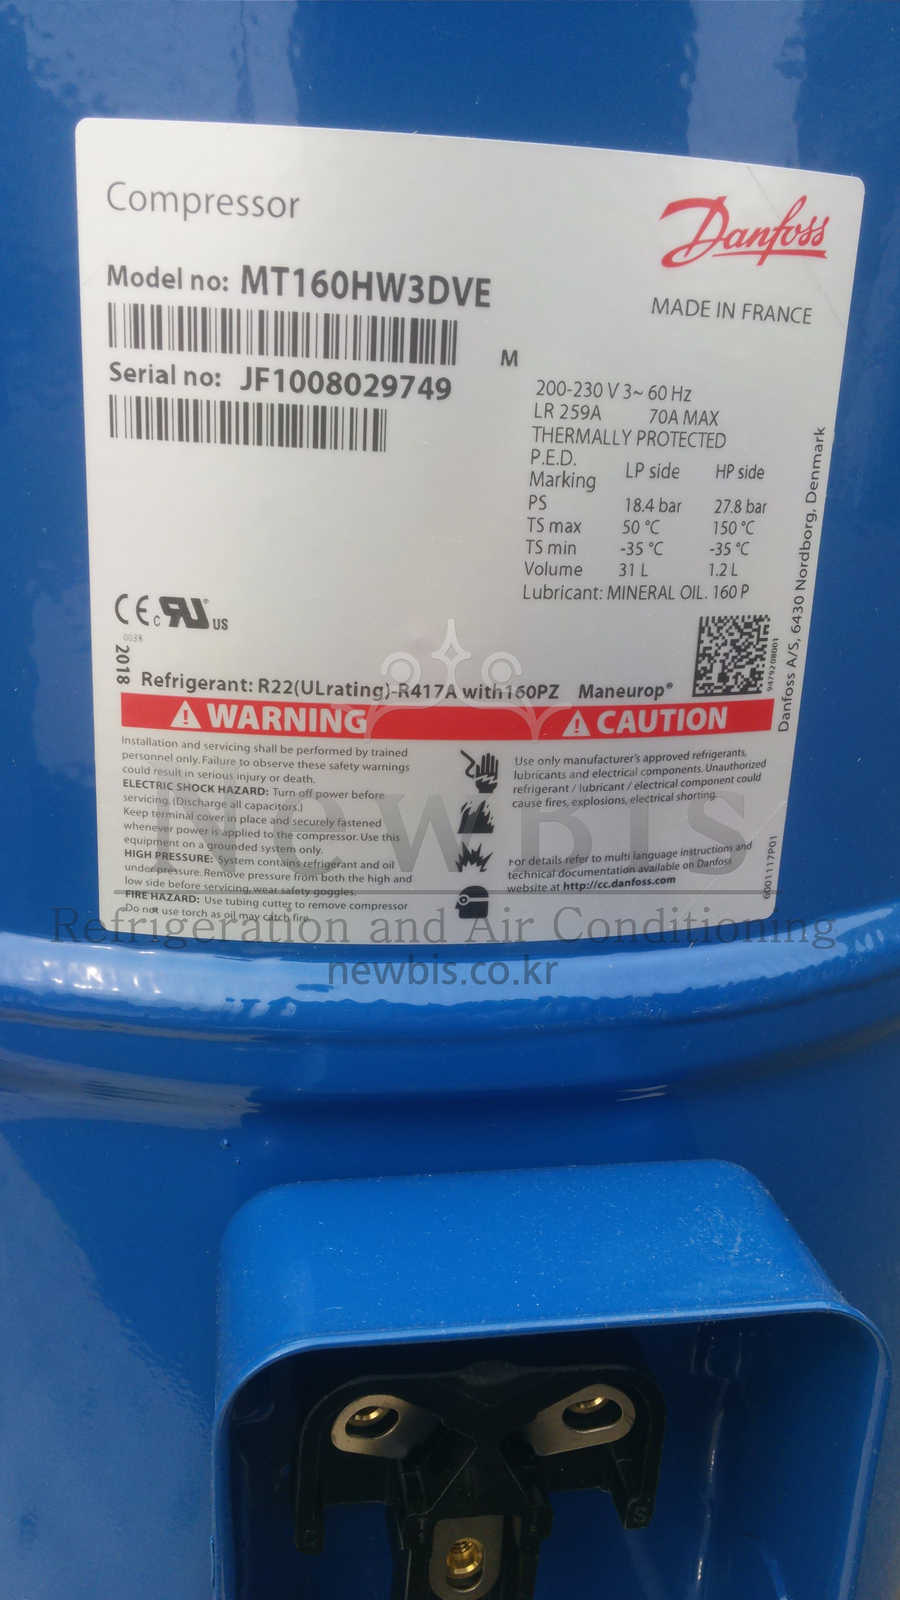 Compressor
Danfoss
MADE IN FRANCE
Model no: MT160HW3DVE
M
Serial no: JF1008029749
200-230 V 3~ 60 Hz
LR 259A 70A MAX
THERMALLY PROTECTED
P.E.D.
Marking LP side HP side
PS 18.4 bar 27.8 bar
TS max 50 °C 150 °C
TS min -35 °C -35 °C
Volume 31 L 1.2 L
Lubricant: MINERAL OIL. 160 P
Danfoss A/S, 6430 Nordborg, Denmark
CE c RU ® US
0038
2018
Refrigerant: R22(ULrating)-R417A with160PZ Maneurop®
WARNING
Installation and servicing shall be performed by trained
personnel only. Failure to observe these safety warnings
could result in serious injury or death.
ELECTRIC SHOCK HAZARD: Turn off power before
servicing. (Discharge all capacitors.)
Keep terminal cover in place and securely fastened
whenever power is applied to the compressor. Use this
equipment on a grounded system only.
HIGH PRESSURE: System contains refrigerant and oil
under pressure. Remove pressure from both the high and
low side before servicing, wear safety goggles.
FIRE HAZARD: Use tubing cutter to remove compressor
Do not use torch as oil may catch fire.
CAUTION
Use only manufacturer's approved refrigerants,
lubricants and electrical components. Unauthorized
refrigerant / lubricant / electrical component could
cause fires, explosions, electrical shorting.
For details refer to multi language instructions and
technical documentation available on Danfoss
website at http://cc.danfoss.com
6001117P01
Newbis
Refrigeration and Air Conditioning
newbis.co.kr
C
S